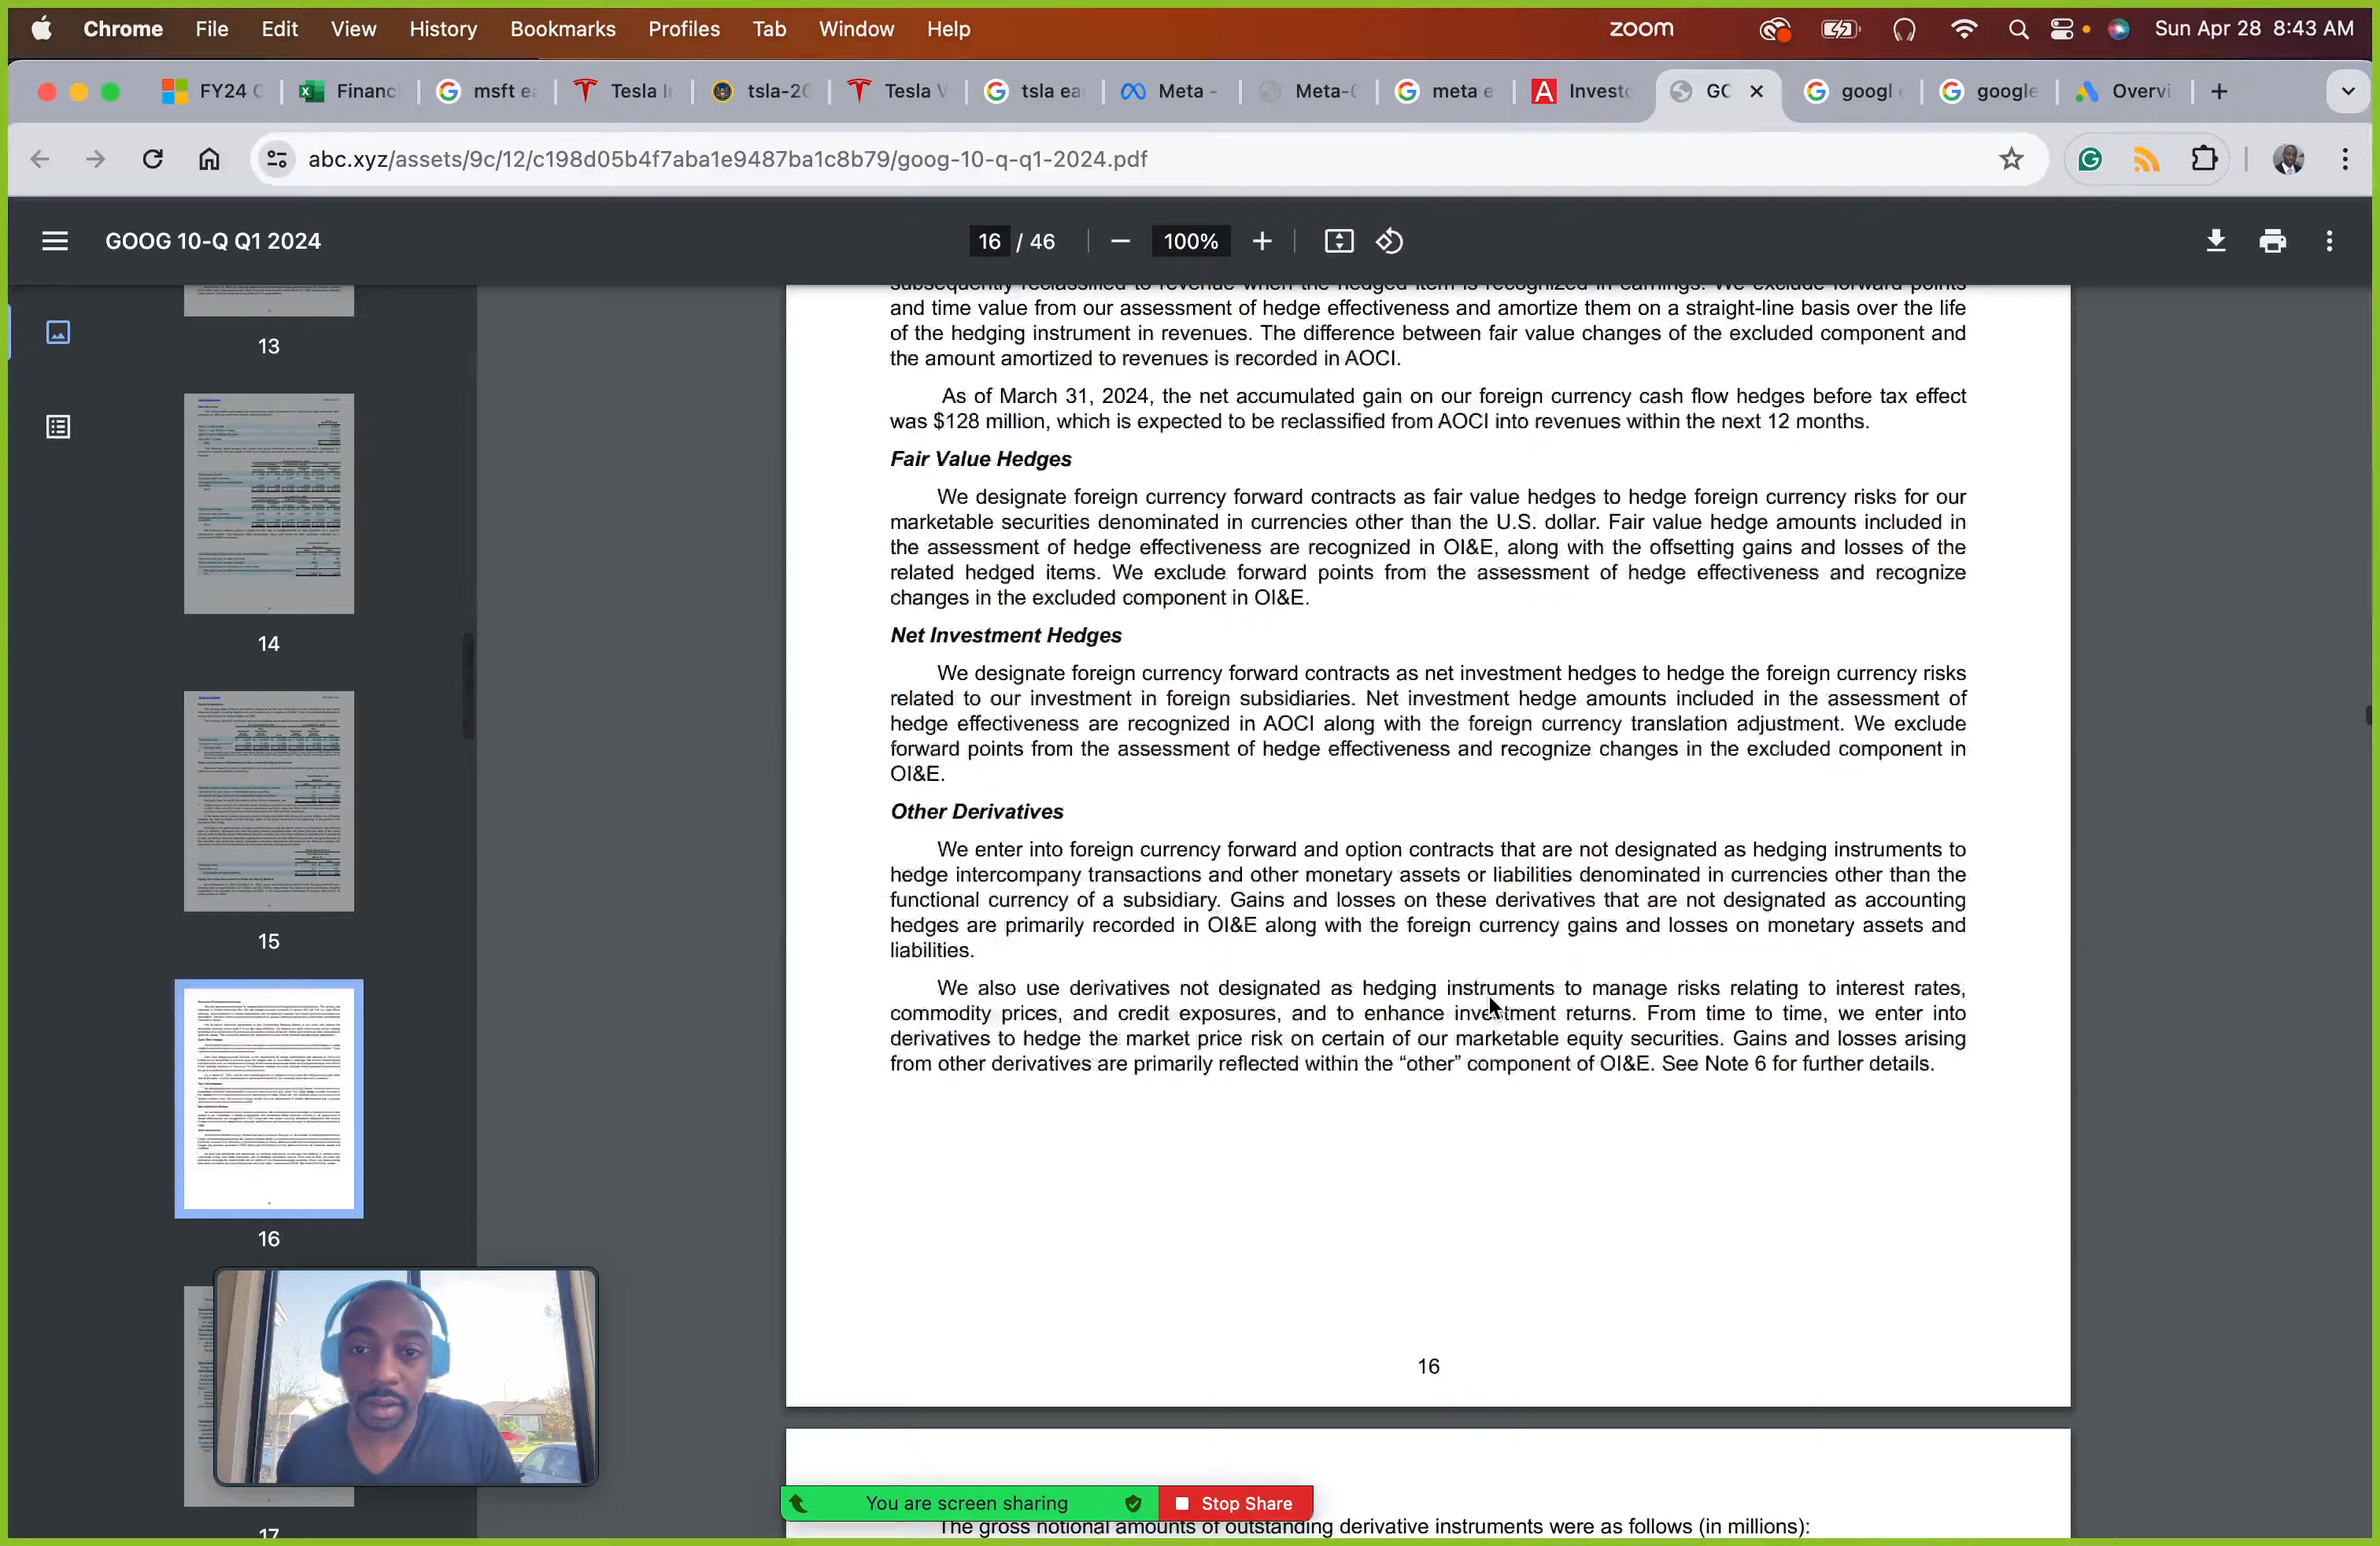 Chrome File Edit View History Bookmarks Profiles Tab Window Help zoom Sun Apr 28 8:43 AM
FY24 Financ msft ea Tesla I tsla-20 Tesla V tsla ea Meta - Meta- meta e Investo GO googl google Overvi
abc.xyz/assets/9c/12/c198d05b4f7aba1e9487ba1c8b79/goog-10-q-q1-2024.pdf
GOOG 10-Q Q1 2024 16 / 46 100%
13
14
15
16
17
subsequently reclassified to revenue when the hedged item is recognized in earnings. We exclude forward points
and time value from our assessment of hedge effectiveness and amortize them on a straight-line basis over the life
of the hedging instrument in revenues. The difference between fair value changes of the excluded component and
the amount amortized to revenues is recorded in AOCI.
As of March 31, 2024, the net accumulated gain on our foreign currency cash flow hedges before tax effect
was $128 million, which is expected to be reclassified from AOCI into revenues within the next 12 months.
Fair Value Hedges
We designate foreign currency forward contracts as fair value hedges to hedge foreign currency risks for our
marketable securities denominated in currencies other than the U.S. dollar. Fair value hedge amounts included in
the assessment of hedge effectiveness are recognized in OI&E, along with the offsetting gains and losses of the
related hedged items. We exclude forward points from the assessment of hedge effectiveness and recognize
changes in the excluded component in OI&E.
Net Investment Hedges
We designate foreign currency forward contracts as net investment hedges to hedge the foreign currency risks
related to our investment in foreign subsidiaries. Net investment hedge amounts included in the assessment of
hedge effectiveness are recognized in AOCI along with the foreign currency translation adjustment. We exclude
forward points from the assessment of hedge effectiveness and recognize changes in the excluded component in
OI&E.
Other Derivatives
We enter into foreign currency forward and option contracts that are not designated as hedging instruments to
hedge intercompany transactions and other monetary assets or liabilities denominated in currencies other than the
functional currency of a subsidiary. Gains and losses on these derivatives that are not designated as accounting
hedges are primarily recorded in OI&E along with the foreign currency gains and losses on monetary assets and
liabilities.
We also use derivatives not designated as hedging instruments to manage risks relating to interest rates,
commodity prices, and credit exposures, and to enhance investment returns. From time to time, we enter into
derivatives to hedge the market price risk on certain of our marketable equity securities. Gains and losses arising
from other derivatives are primarily reflected within the “other” component of OI&E. See Note 6 for further details.
16
You are screen sharing Stop Share
The gross notional amounts of outstanding derivative instruments were as follows (in millions):